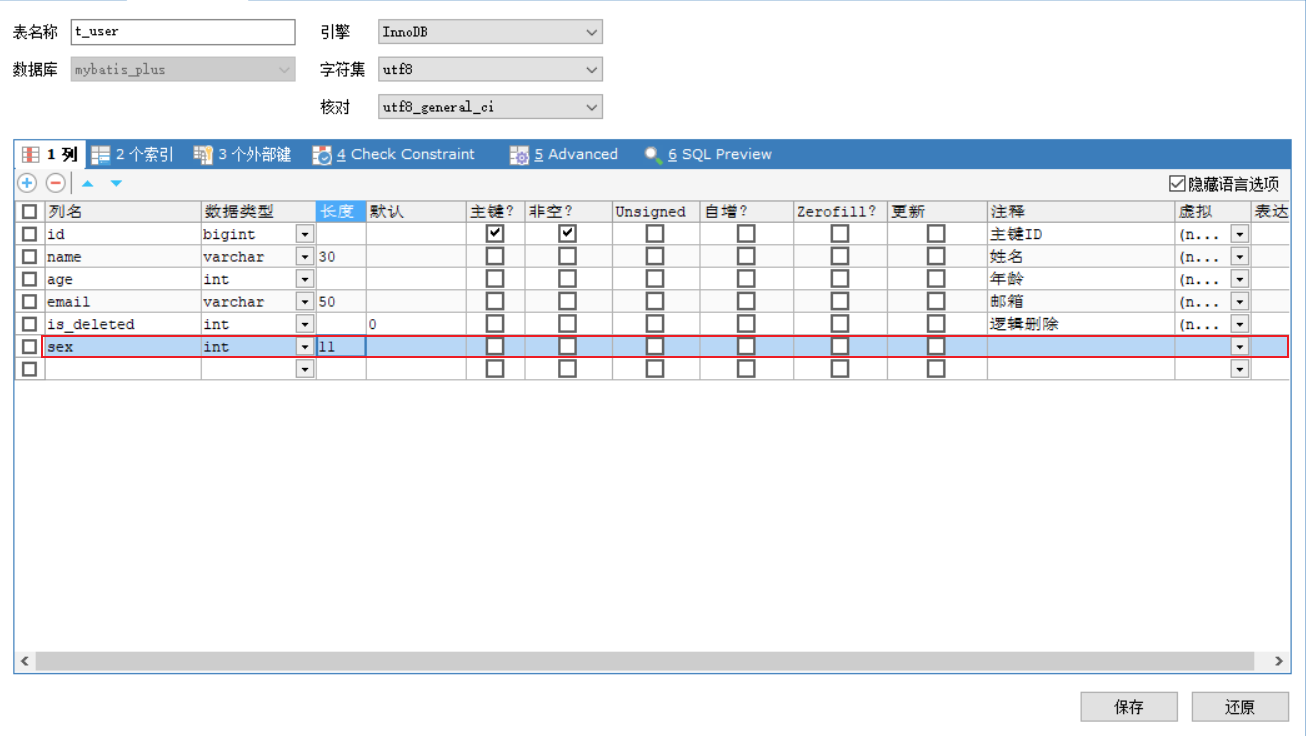 表名称 t_user 引擎 InnoDB
数据库 mybatis_plus 字符集 utf8
核对 utf8_general_ci
1 列 2 个索引 3 个外部键 4 Check Constraint 5 Advanced 6 SQL Preview
隐藏语言选项
列名 数据类型 长度 默认 主键? 非空? Unsigned 自增? Zerofill? 更新 注释 虚拟 表达
id bigint 主键ID (n...
name varchar 30 姓名 (n...
age int 年龄 (n...
email varchar 50 邮箱 (n...
is_deleted int 0 逻辑删除 (n...
sex int 11
保存 还原